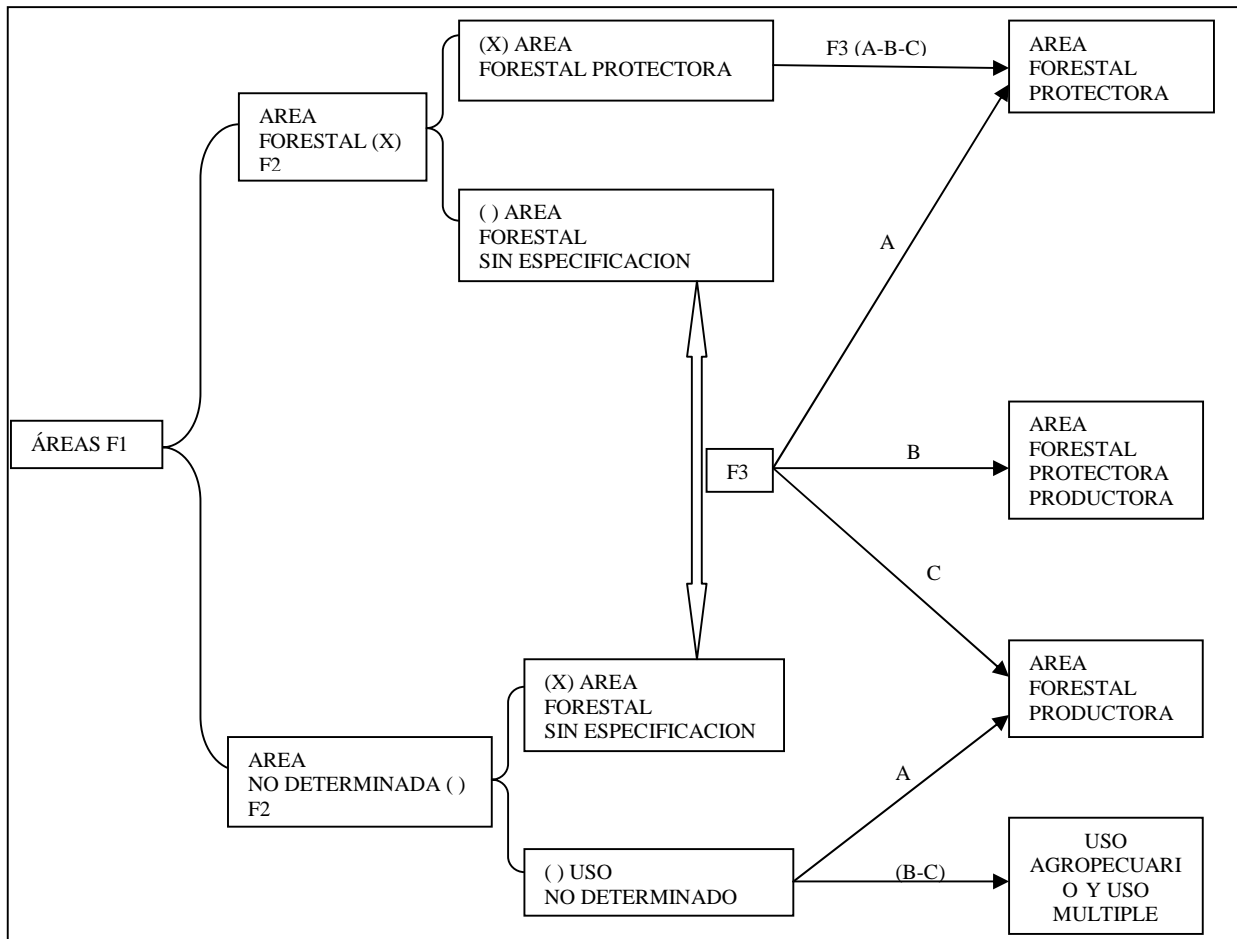 (X) AREA
FORESTAL PROTECTORA
F3 (A-B-C)
AREA
FORESTAL
PROTECTORA
AREA
FORESTAL (X)
F2
( ) AREA
FORESTAL
SIN ESPECIFICACION
A
ÁREAS F1
F3
B
AREA
FORESTAL
PROTECTORA
PRODUCTORA
C
(X) AREA
FORESTAL
SIN ESPECIFICACION
AREA
FORESTAL
PRODUCTORA
AREA
NO DETERMINADA ( )
F2
A
( ) USO
NO DETERMINADO
(B-C)
USO
AGROPECUARI
O Y USO
MULTIPLE